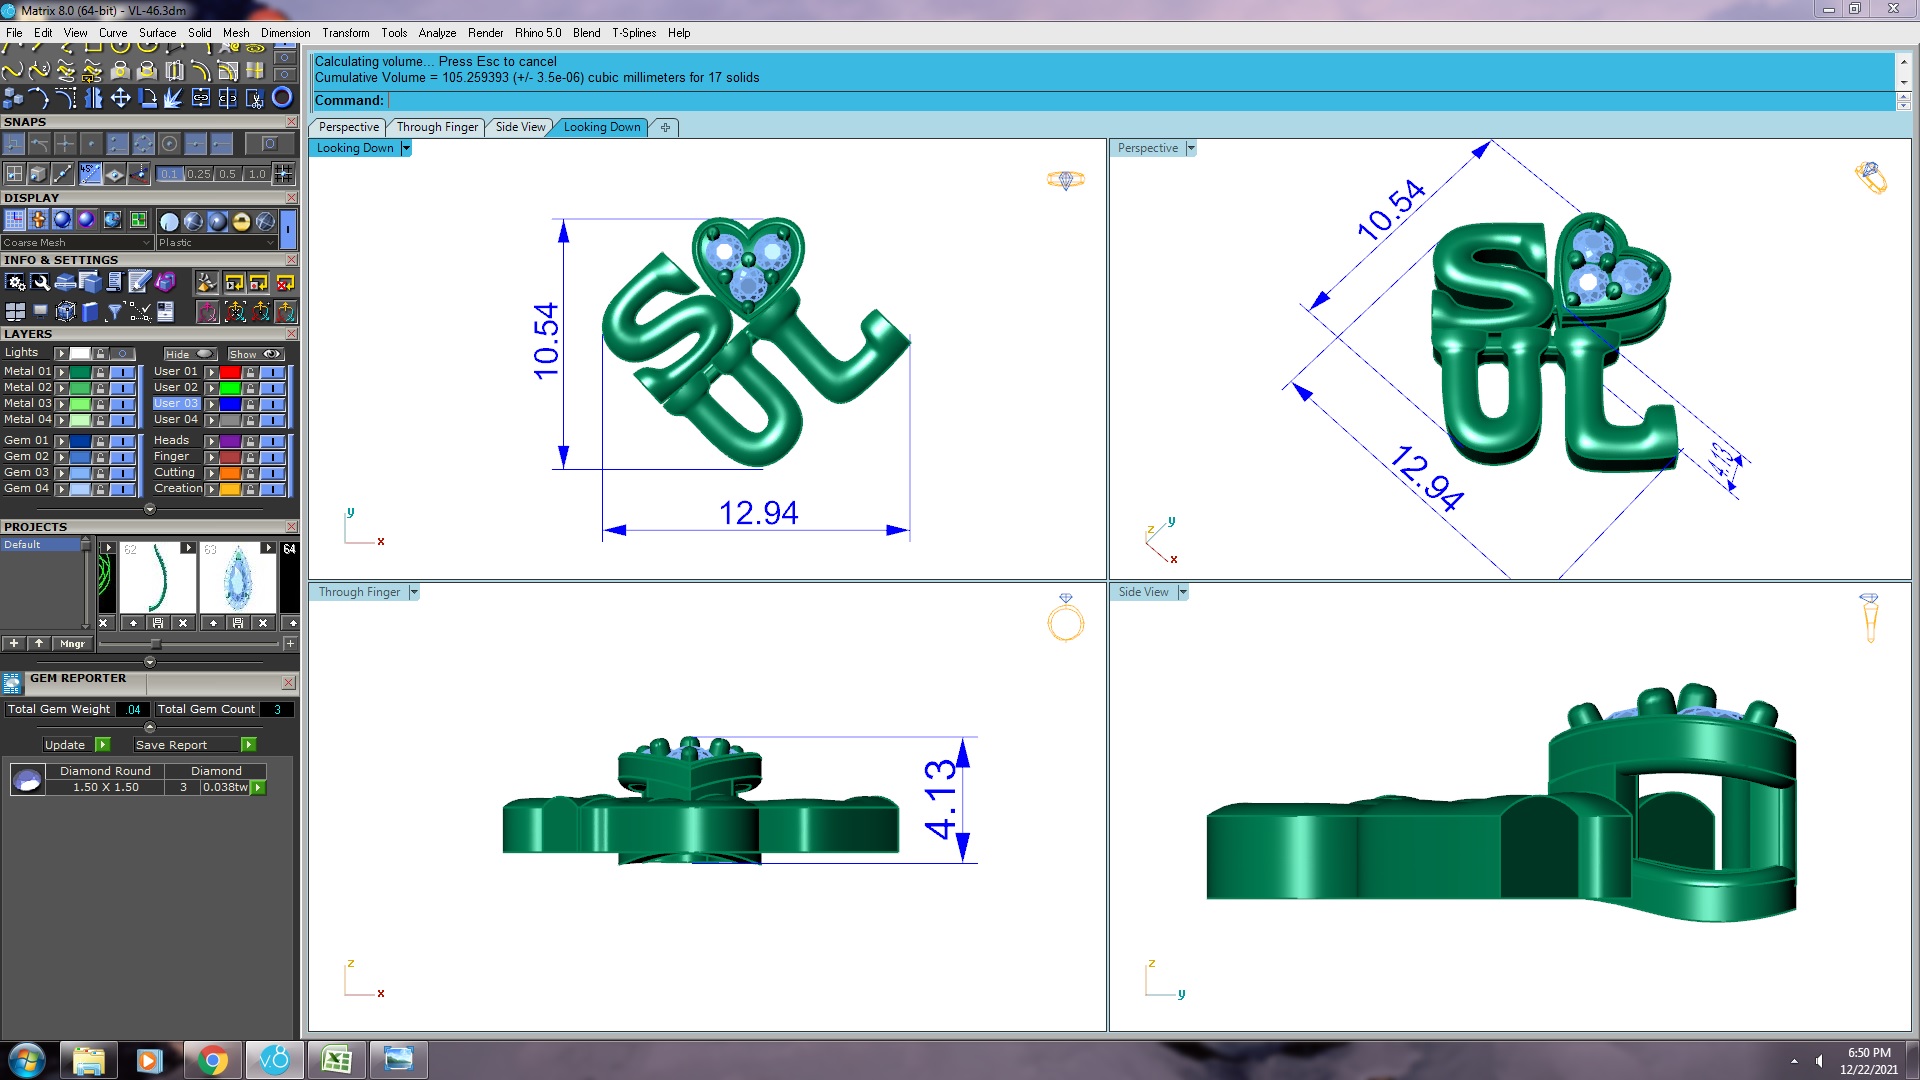 Matrix 8.0 (64-bit) - VL-46.3dm
File Edit View Curve Surface Solid Mesh Dimension Transform Tools Analyze Render Rhino 5.0 Blend T-Splines Help
Calculating volume... Press Esc to cancel
Cumulative Volume = 105.259393 (+/- 3.5e-06) cubic millimeters for 17 solids
Command:
Perspective Through Finger Side View Looking Down
SNAPS
45°
0.1 0.25 0.5 1.0
DISPLAY
Coarse Mesh Plastic
INFO & SETTINGS
LAYERS
Lights Hide Show
Metal 01 User 01
Metal 02 User 02
Metal 03 User 03
Metal 04 User 04
Gem 01 Heads
Gem 02 Finger
Gem 03 Cutting
Gem 04 Creation
PROJECTS
Default
62 63 64
Mngr
GEM REPORTER
Total Gem Weight .04 Total Gem Count 3
Update Save Report
Diamond Round Diamond
1.50 X 1.50 3 0.038tw
Looking Down
10.54
12.94
S U L
y
x
Perspective
10.54
12.94
4.13
S
U L
z y
x
Through Finger
4.13
z
x
Side View
z
y
v8
6:50 PM
12/22/2021